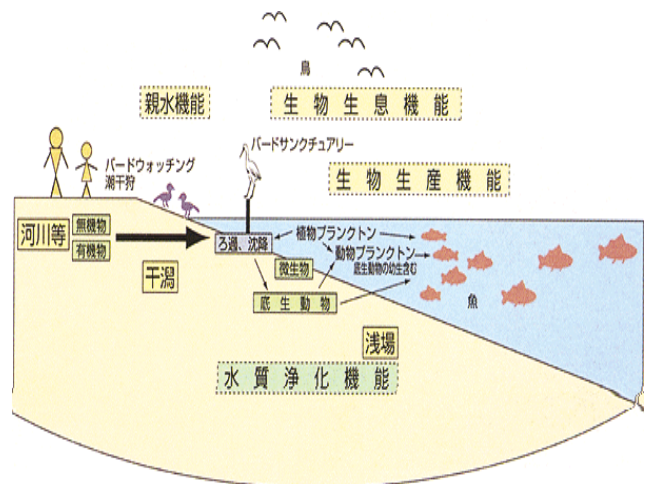 鳥
親水機能
生物生息機能
バードサンクチュアリー
バードウォッチング
潮干狩
生物生産機能
河川等
無機物
有機物
ろ過、沈降
植物プランクトン
動物プランクトン
底生動物の幼生含む
微生物
干潟
底生動物
魚
浅場
水質浄化機能